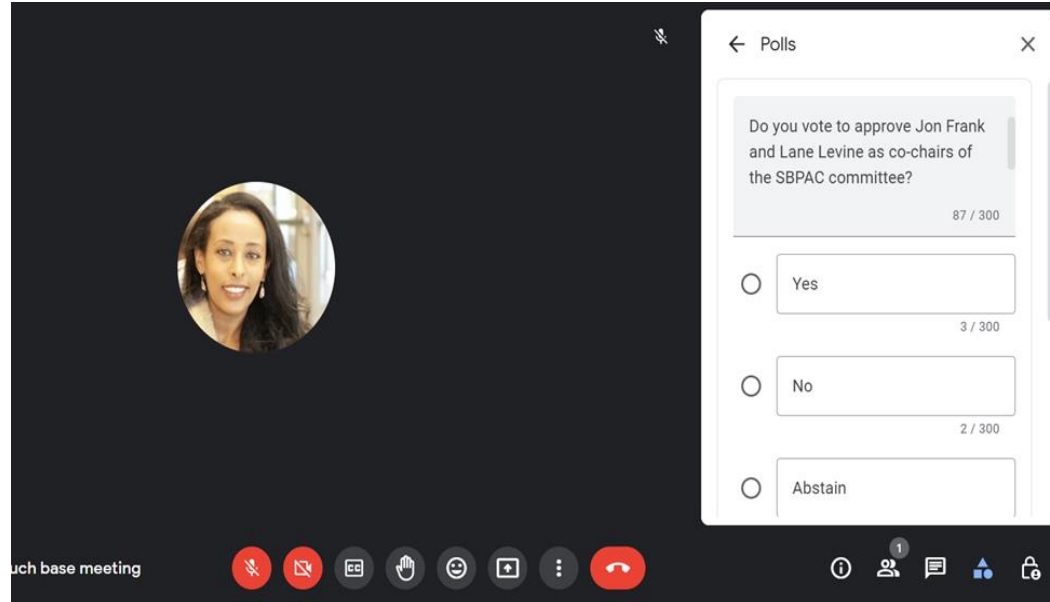 Polls
Do you vote to approve Jon Frank
and Lane Levine as co-chairs of
the SBPAC committee?
87 / 300
Yes
3 / 300
No
2 / 300
Abstain
uch base meeting
CC
1